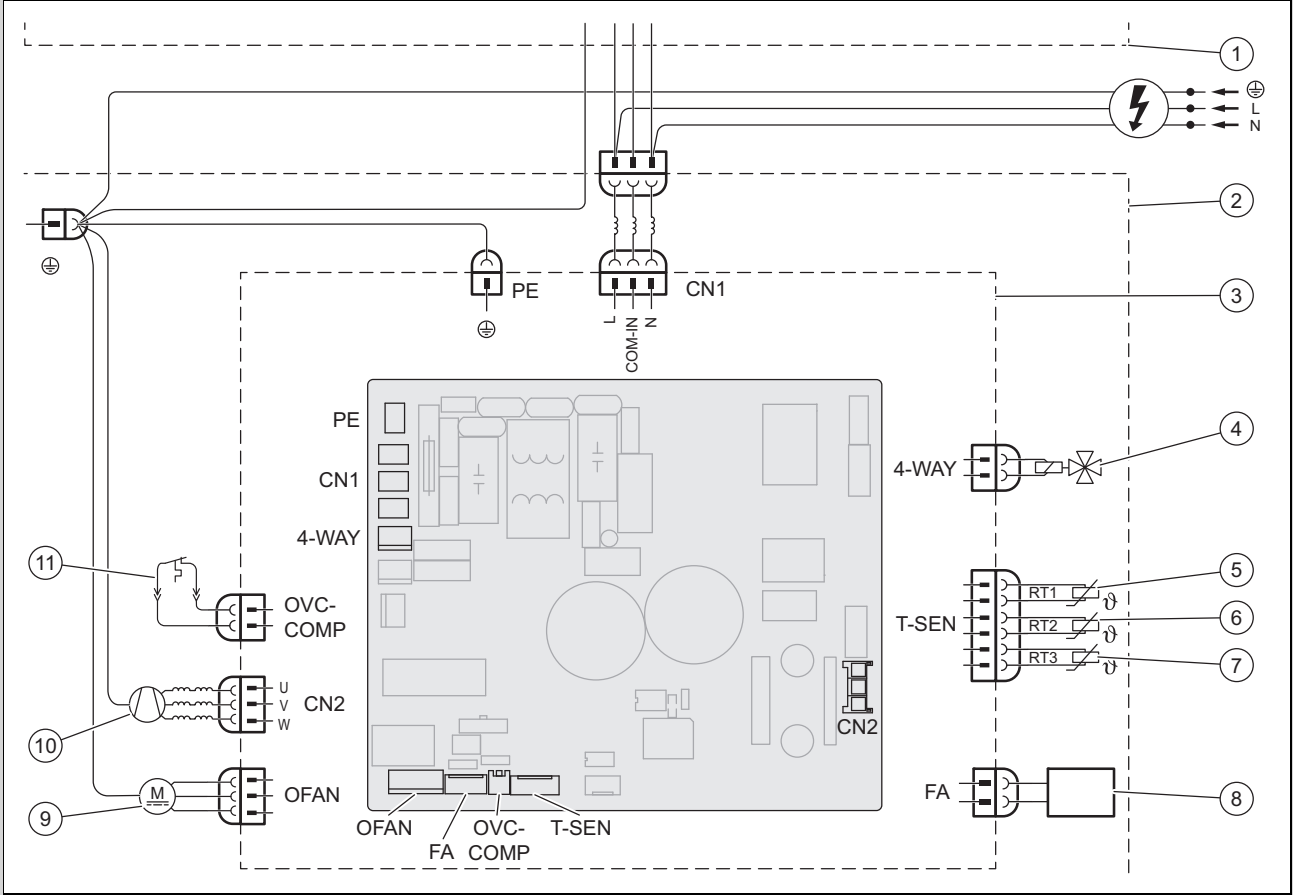 1
L
N
2
3
PE
CN1
L
COM-IN
N
PE
CN1
4-WAY
4-WAY
4
11
OVC-
COMP
T-SEN
RT1
ϑ
5
RT2
ϑ
6
RT3
ϑ
7
U
V
W
CN2
10
CN2
M
OFAN
9
FA
8
OFAN
FA
OVC-
COMP
T-SEN